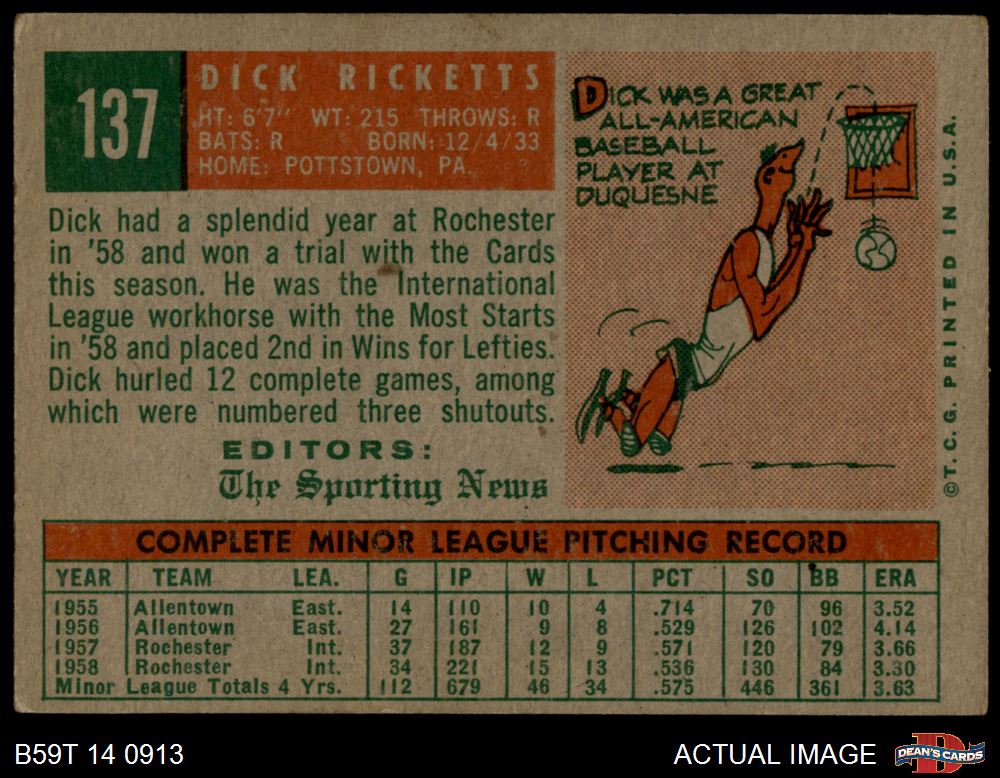 137
DICK RICKETTS
HT: 6'7" WT: 215 THROWS: R
BATS: R BORN: 12/4/33
HOME: POTTSTOWN, PA.
Dick had a splendid year at Rochester
in '58 and won a trial with the Cards
this season. He was the International
League workhorse with the Most Starts
in '58 and placed 2nd in Wins for Lefties.
Dick hurled 12 complete games, among
which were numbered three shutouts.
EDITORS:
The Sporting News
DICK WAS A GREAT
ALL-AMERICAN
BASEBALL
PLAYER AT
DUQUESNE
©T. C. G. PRINTED IN U.S.A.
COMPLETE MINOR LEAGUE PITCHING RECORD
YEAR TEAM LEA. G IP W L PCT SO BB ERA
1955 Allentown East. 14 110 10 4 .714 70 96 3.52
1956 Allentown East. 27 161 9 8 .529 126 102 4.14
1957 Rochester Int. 37 187 12 9 .571 120 79 3.66
1958 Rochester Int. 34 221 15 13 .536 130 84 3.30
Minor League Totals 4 Yrs. 112 679 46 34 .575 446 361 3.63
B59T 14 0913
ACTUAL IMAGE
D
DEAN'S CARDS